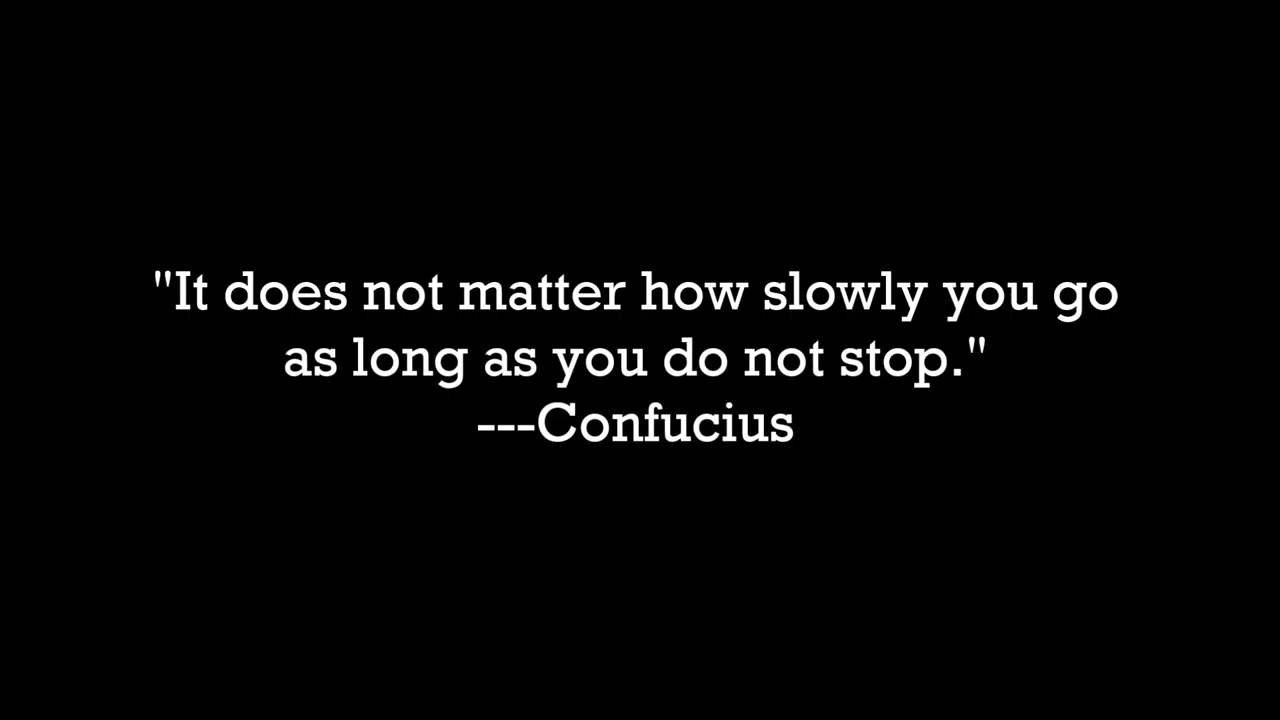 "It does not matter how slowly you go
as long as you do not stop."
---Confucius